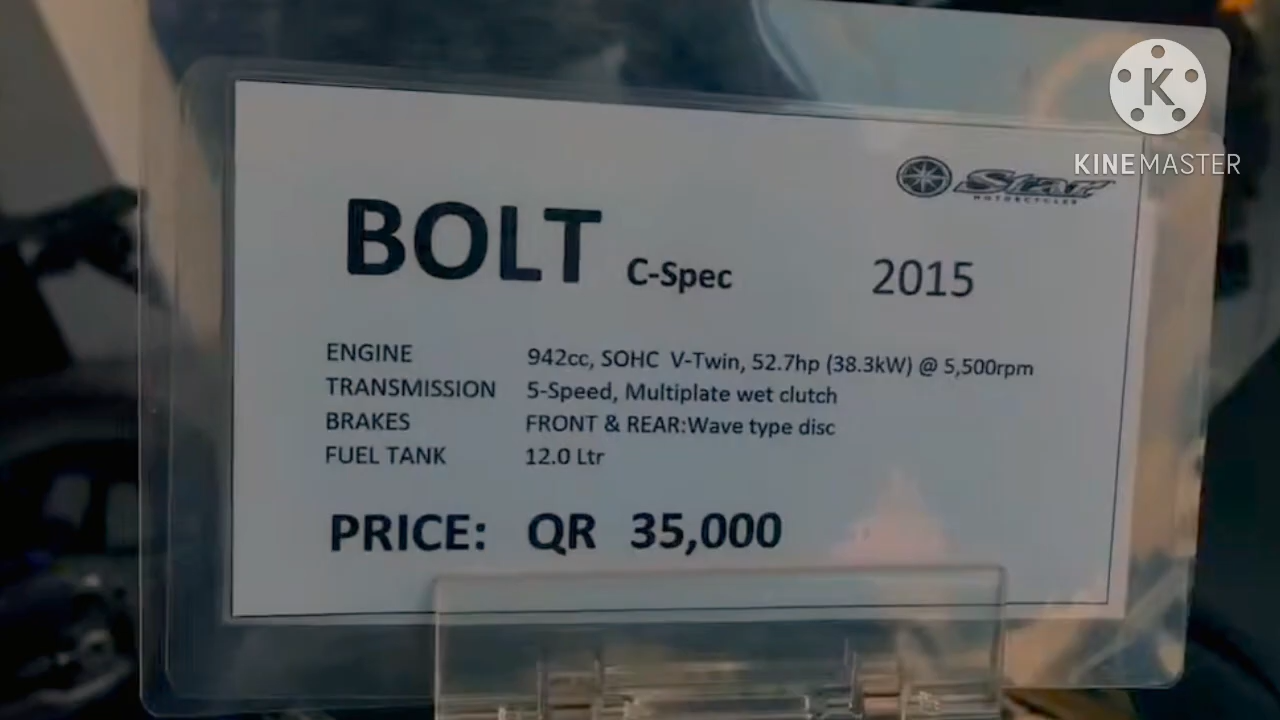 K
KINEMASTER
Star
MOTORCYCLES
BOLT C-Spec 2015
ENGINE 942cc, SOHC V-Twin, 52.7hp (38.3kW) @ 5,500rpm
TRANSMISSION 5-Speed, Multiplate wet clutch
BRAKES FRONT & REAR:Wave type disc
FUEL TANK 12.0 Ltr
PRICE: QR 35,000